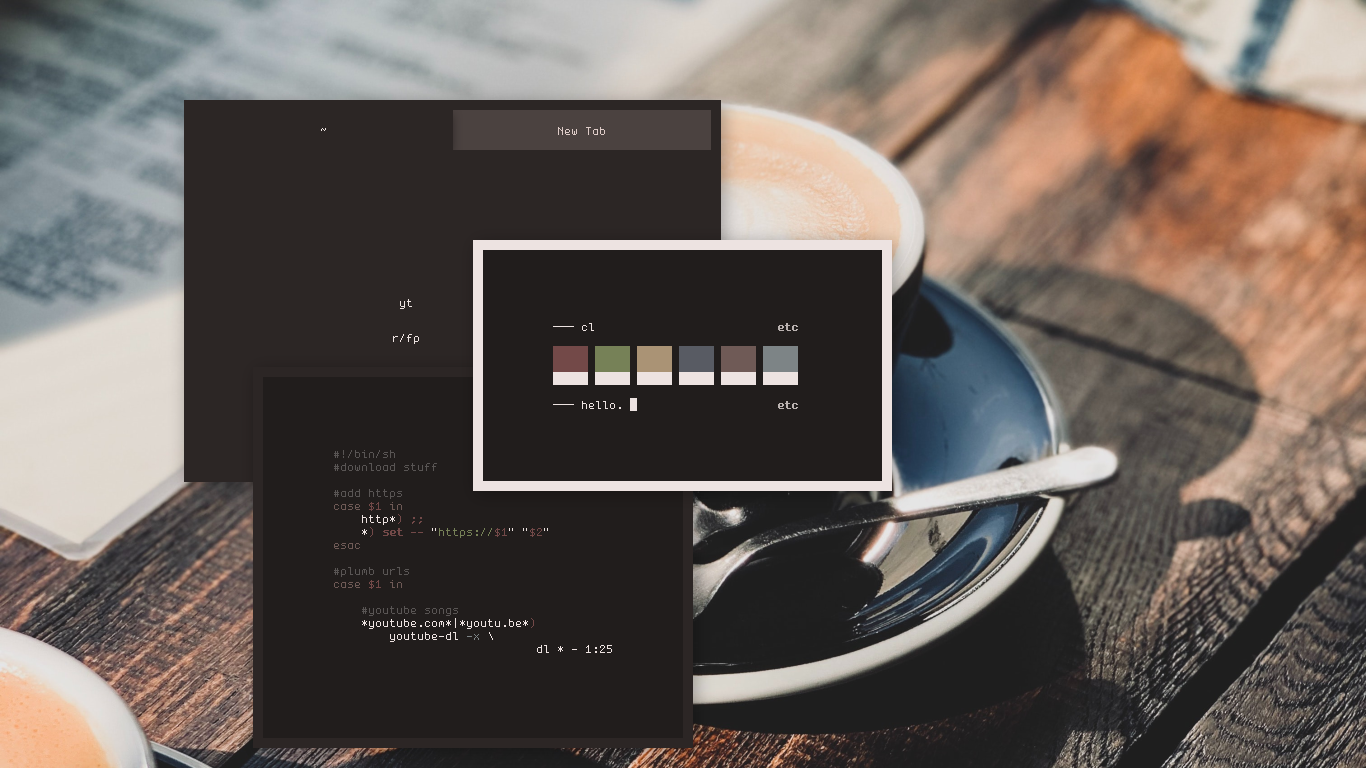 ~ New Tab
yt
r/fp
── cl etc
── hello. etc
#!/bin/sh
#download stuff
#add https
case $1 in
http*) ;;
*) set -- "https://$1" "$2"
esac
#plumb urls
case $1 in
#youtube songs
*youtube.com*|*youtu.be*)
youtube-dl -x \
dl * - 1:25